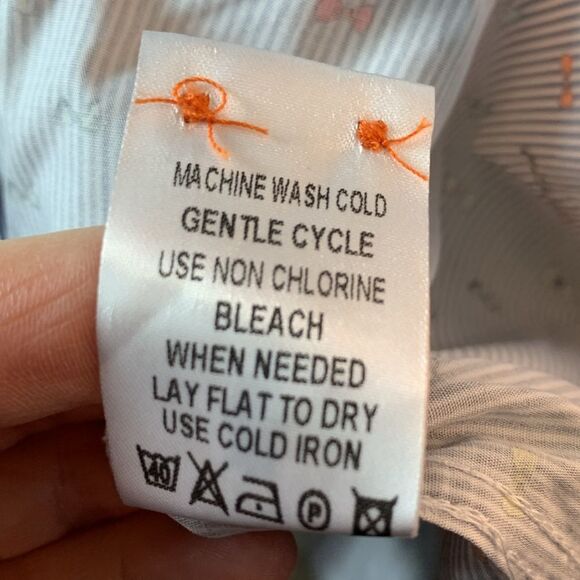 MACHINE WASH COLD
GENTLE CYCLE
USE NON CHLORINE
BLEACH
WHEN NEEDED
LAY FLAT TO DRY
USE COLD IRON
40 P